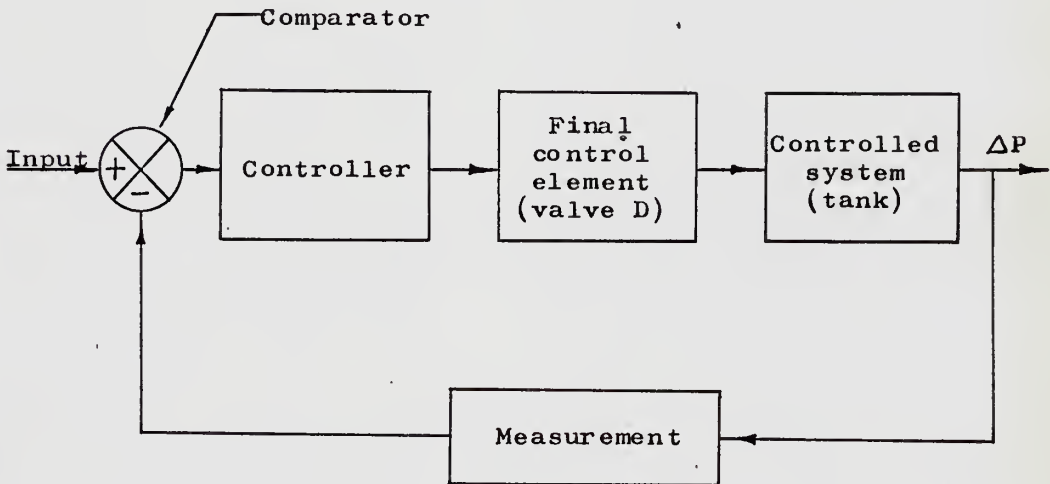 Comparator
Input
+
-
Controller
Final
control
element
(valve D)
Controlled
system
(tank)
ΔP
Measurement